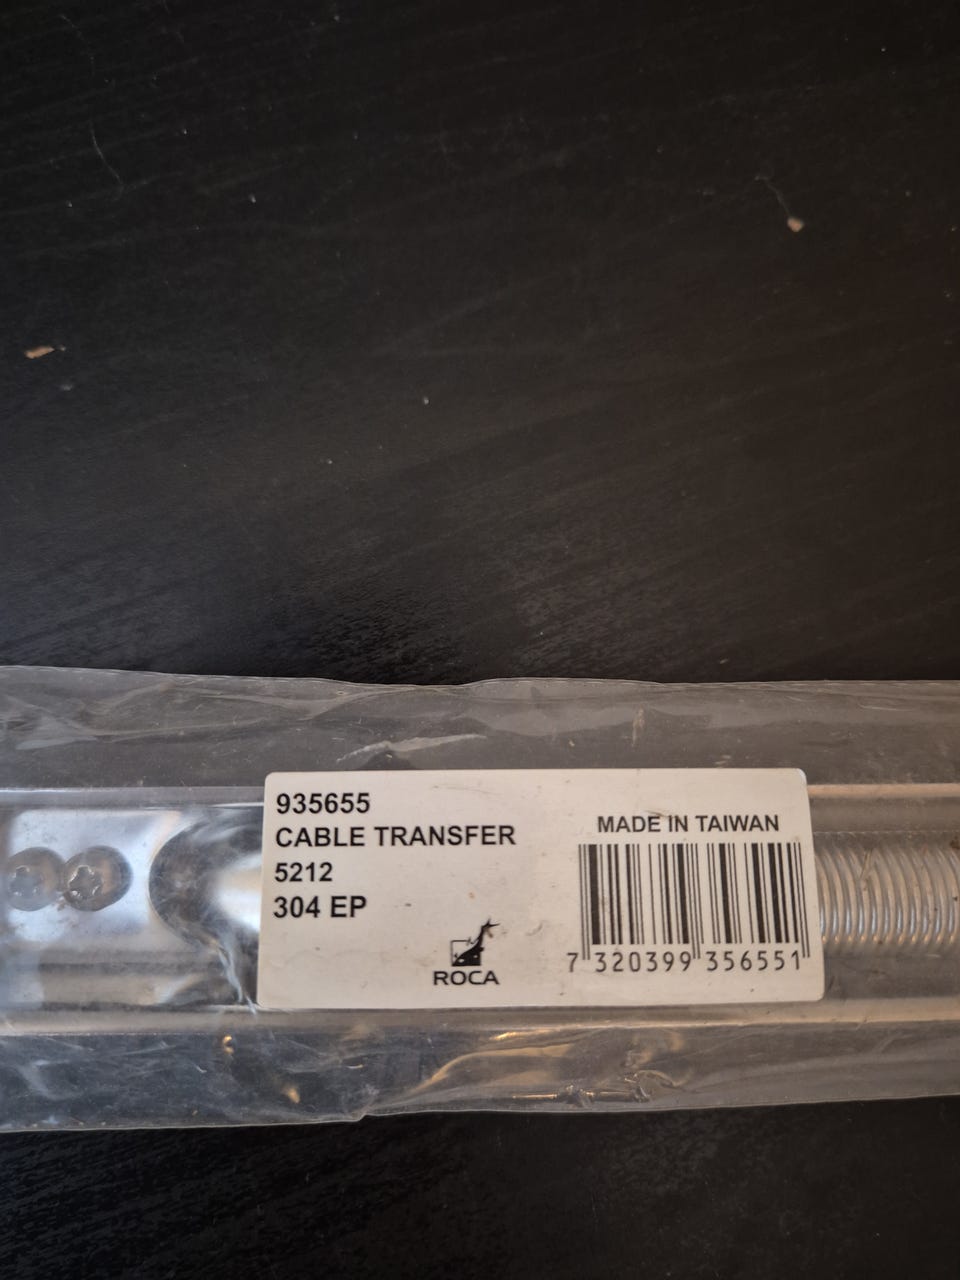 935655
CABLE TRANSFER
5212
304 EP
ROCA
MADE IN TAIWAN
7 320399 356551